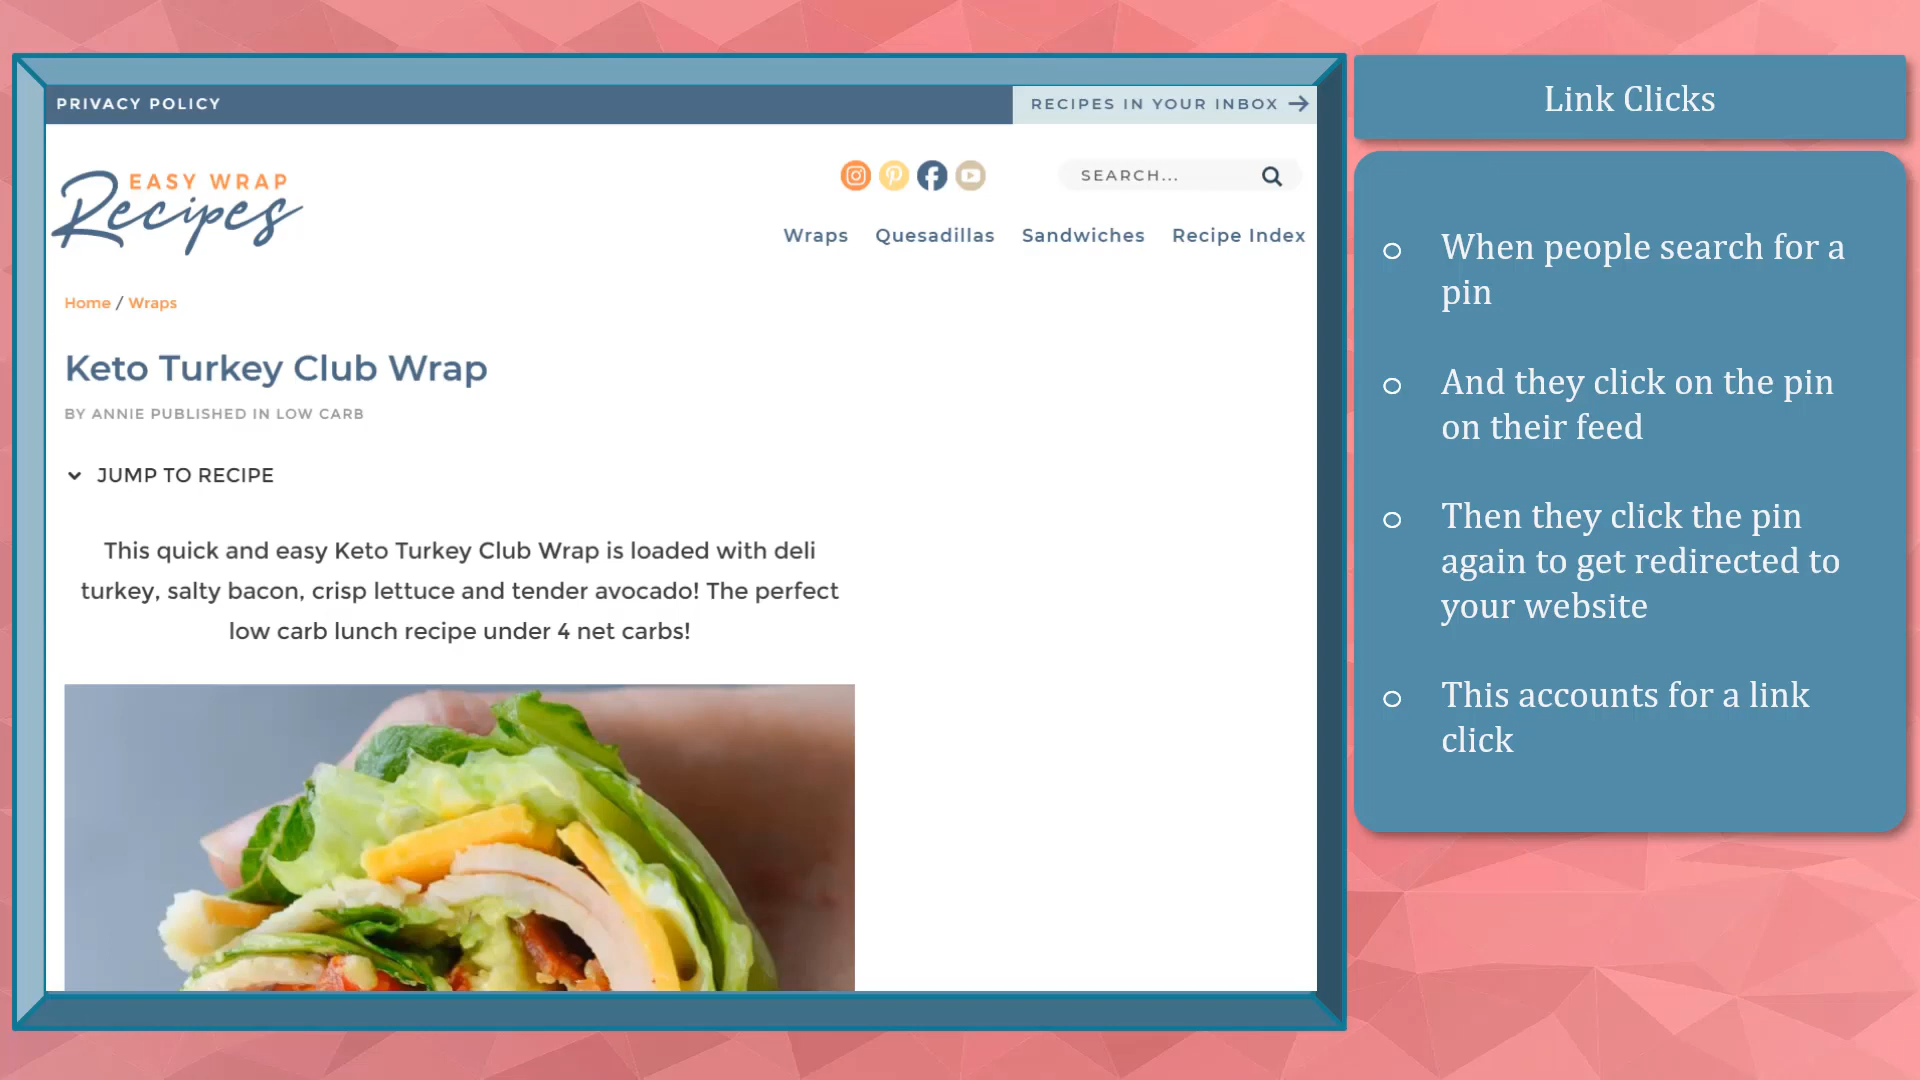 PRIVACY POLICY
RECIPES IN YOUR INBOX
EASY WRAP
Recipes
SEARCH...
Wraps Quesadillas Sandwiches Recipe Index
Home / Wraps
Keto Turkey Club Wrap
BY ANNIE PUBLISHED IN LOW CARB
JUMP TO RECIPE
This quick and easy Keto Turkey Club Wrap is loaded with deli
turkey, salty bacon, crisp lettuce and tender avocado! The perfect
low carb lunch recipe under 4 net carbs!
Link Clicks
When people search for a
pin
And they click on the pin
on their feed
Then they click the pin
again to get redirected to
your website
This accounts for a link
click